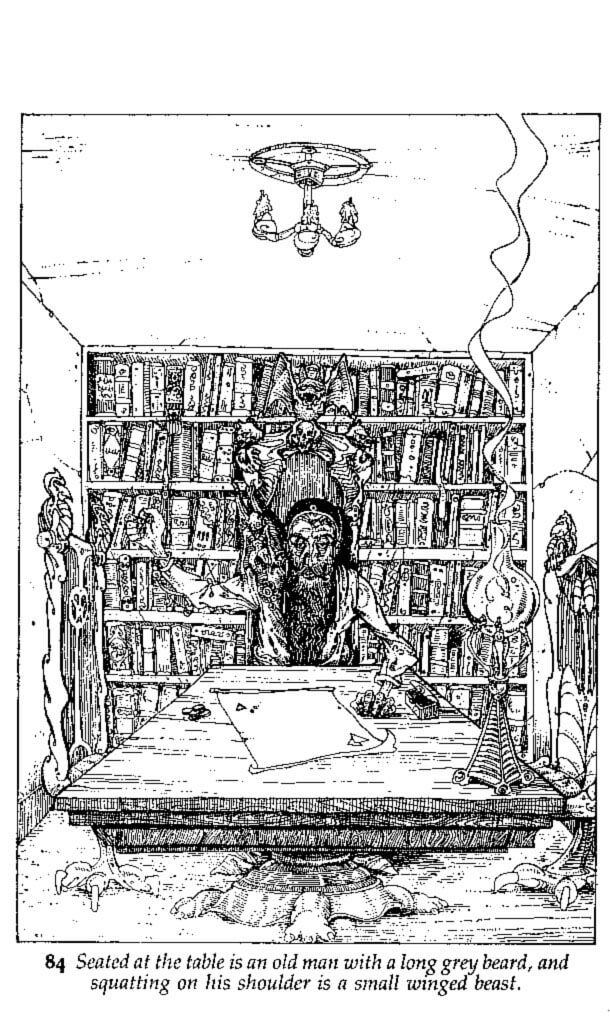 84 Seated at the table is an old man with a long grey beard, and
squatting on his shoulder is a small winged beast.